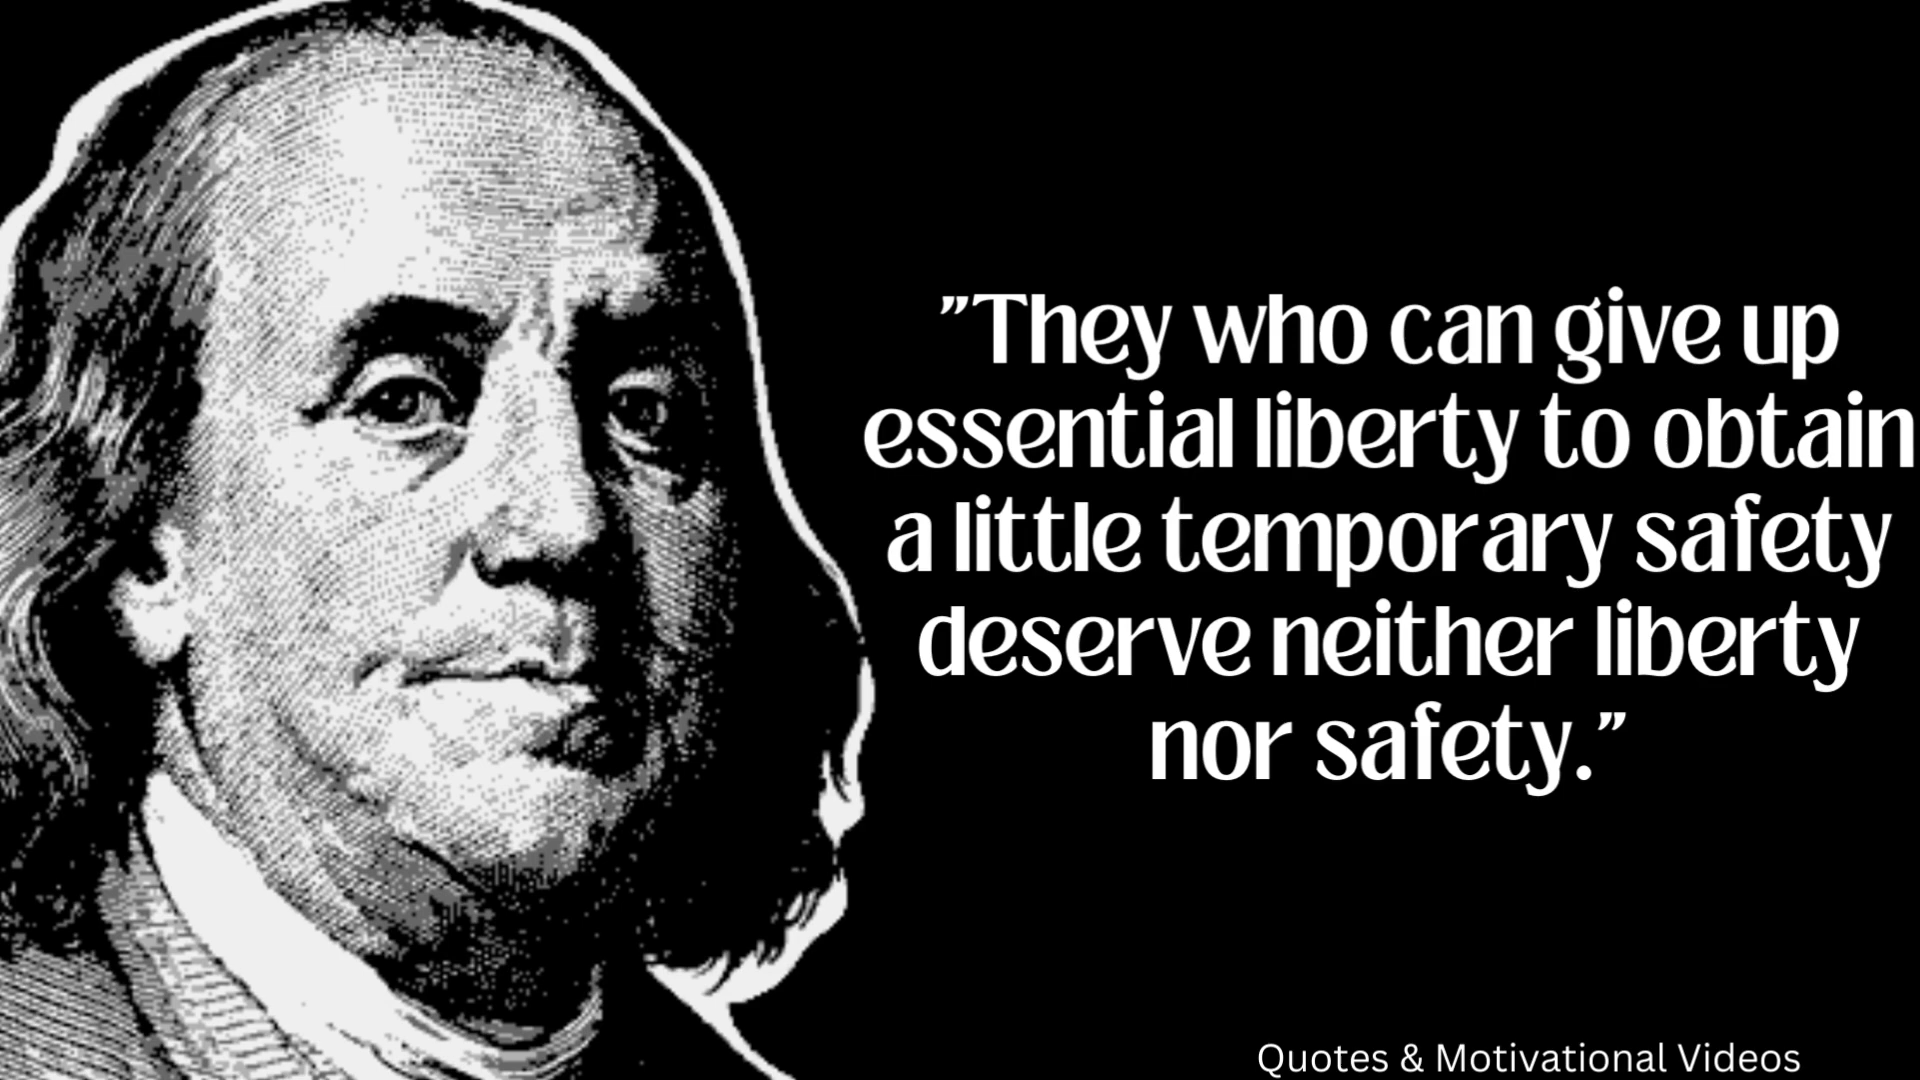 "They who can give up
essential liberty to obtain
a little temporary safety
deserve neither liberty
nor safety."
Quotes & Motivational Videos